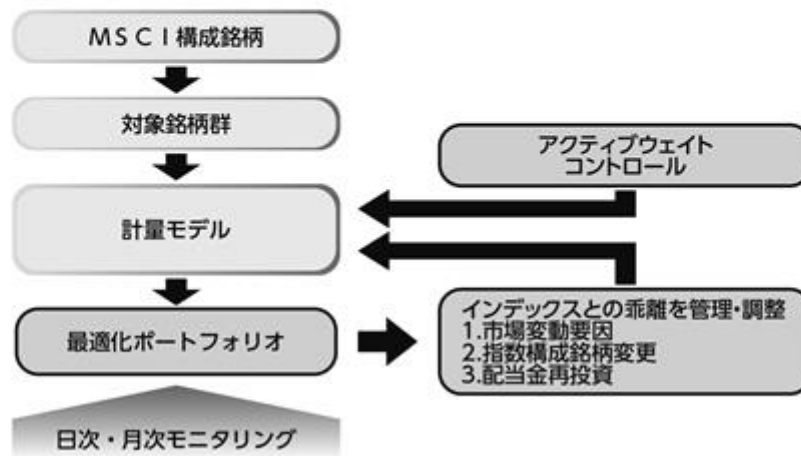 ＭＳＣＩ構成銘柄
対象銘柄群
アクティブウェイト
コントロール
計量モデル
最適化ポートフォリオ
インデックスとの乖離を管理・調整
1.市場変動要因
2.指数構成銘柄変更
3.配当金再投資
日次・月次モニタリング